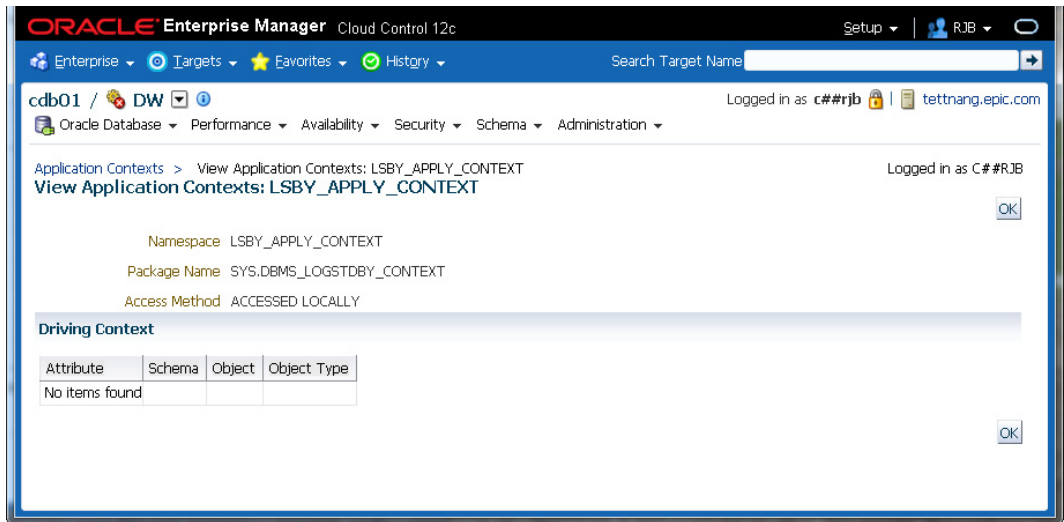 ORACLE Enterprise Manager Cloud Control 12c Setup RJB
Enterprise Targets Favorites History Search Target Name
cdb01 / DW Logged in as c##rjb tettnang.epic.com
Oracle Database Performance Availability Security Schema Administration
Application Contexts > View Application Contexts: LSBY_APPLY_CONTEXT Logged in as C##RJB
View Application Contexts: LSBY_APPLY_CONTEXT
OK
Namespace LSBY_APPLY_CONTEXT
Package Name SYS.DBMS_LOGSTDBY_CONTEXT
Access Method ACCESSED LOCALLY
Driving Context
Attribute Schema Object Object Type
No items found
OK